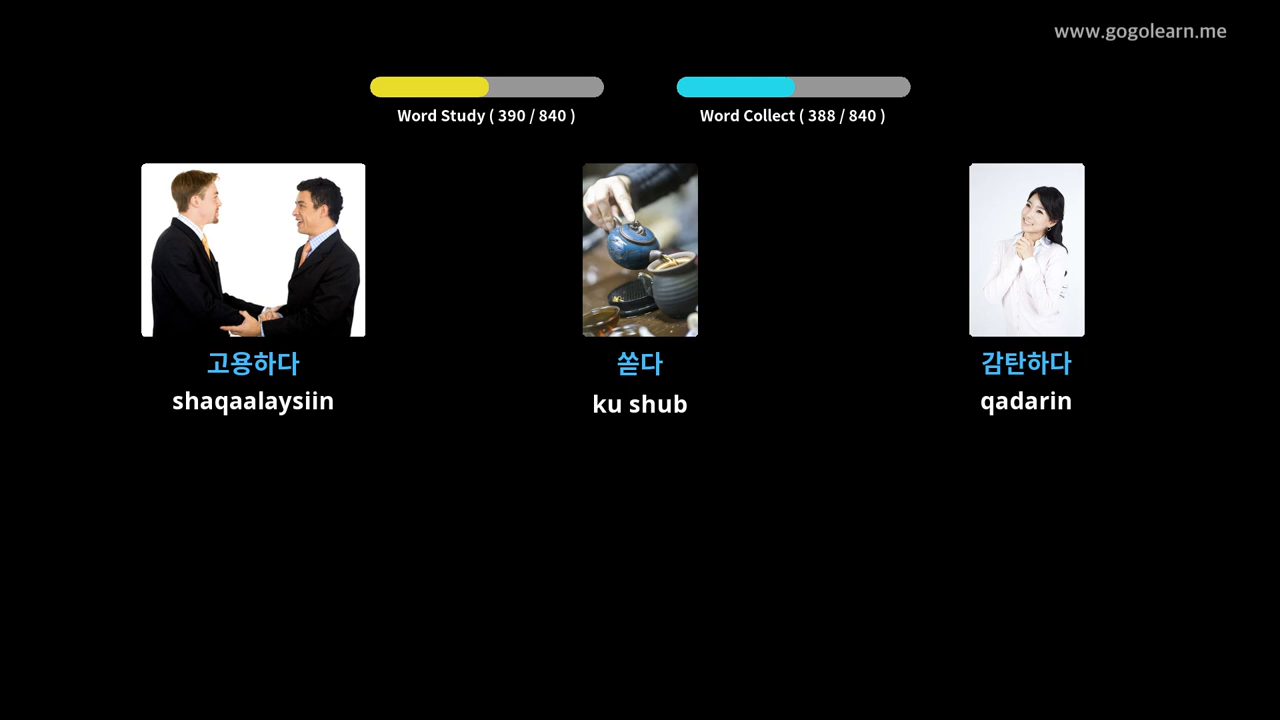 www.gogolearn.me
Word Study ( 390 / 840 )
Word Collect ( 388 / 840 )
고용하다
쏟다
감탄하다
shaqaalaysiin
ku shub
qadarin